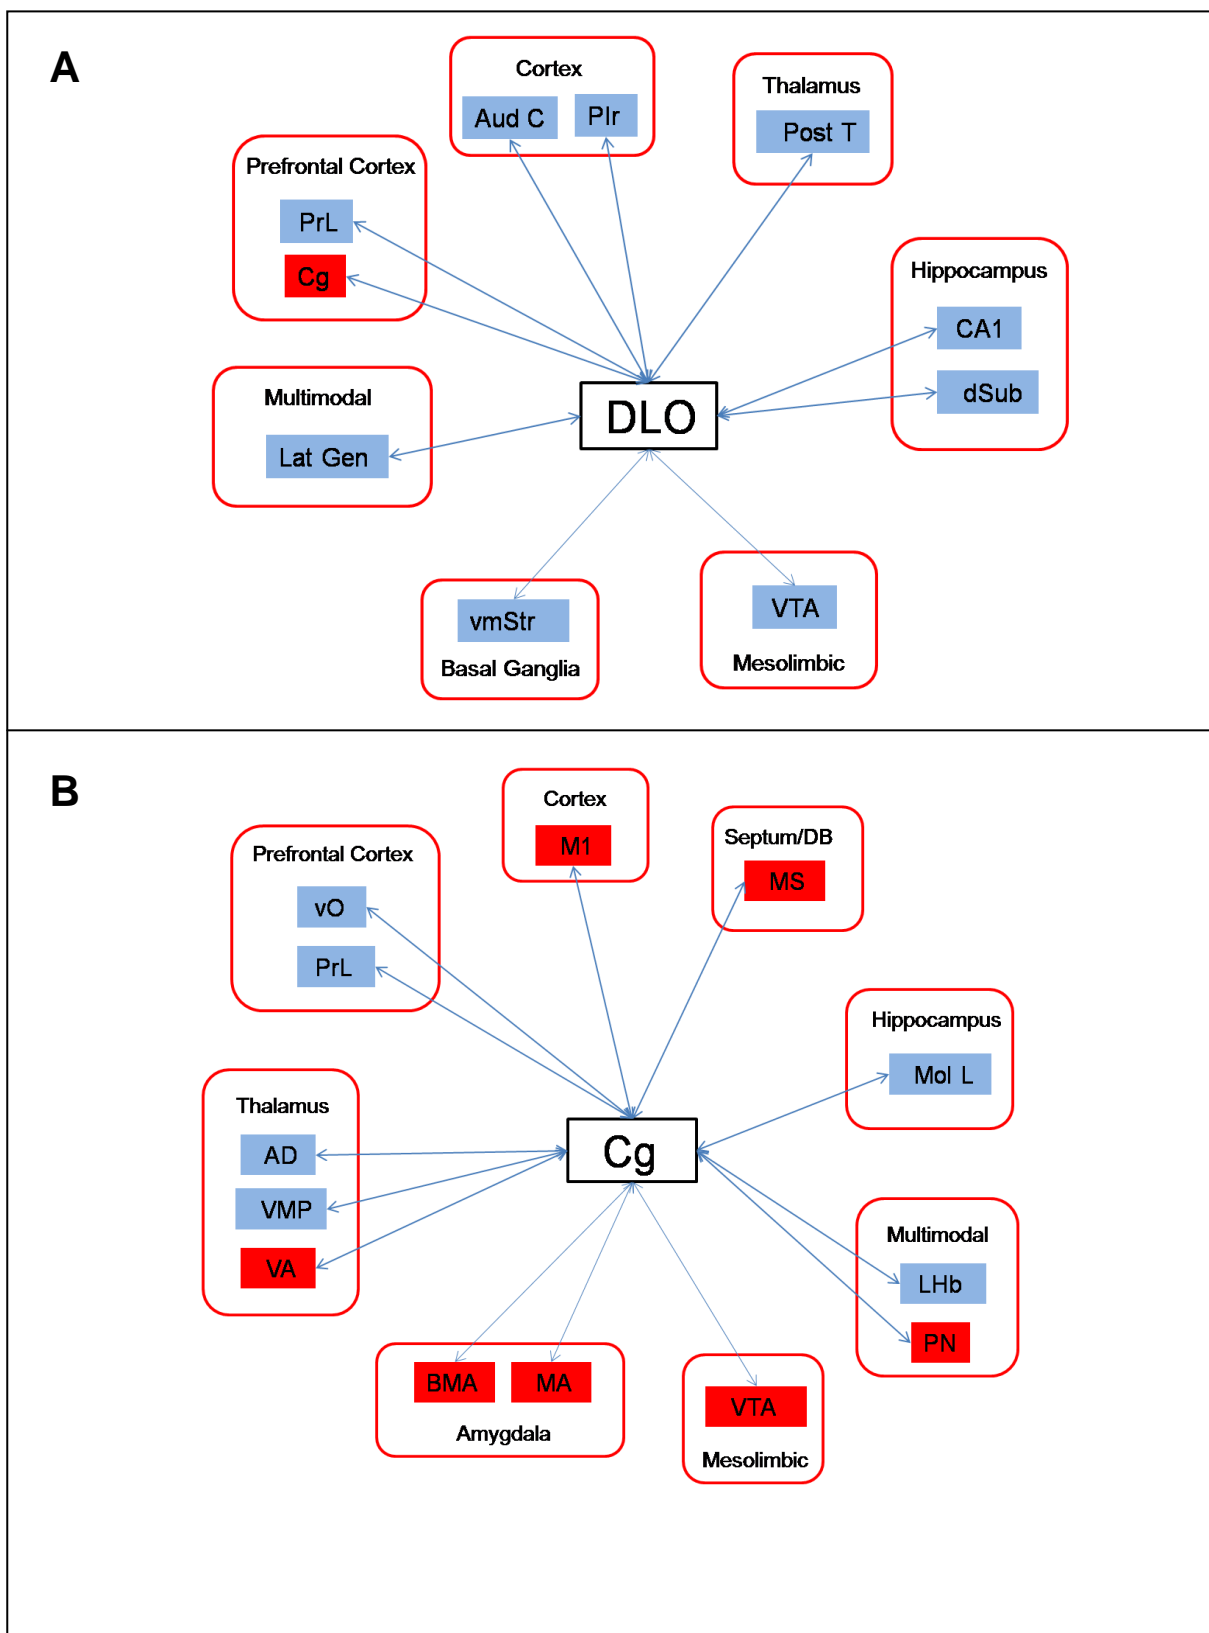 A
Cortex
Aud C
PIr
Thalamus
Post T
Prefrontal Cortex
PrL
Cg
Hippocampus
CA1
dSub
Multimodal
Lat Gen
DLO
vmStr
Basal Ganglia
VTA
Mesolimbic
B
Cortex
M1
Septum/DB
MS
Prefrontal Cortex
vO
PrL
Hippocampus
Mol L
Thalamus
AD
VMP
VA
Cg
Multimodal
LHb
PN
BMA
MA
Amygdala
VTA
Mesolimbic